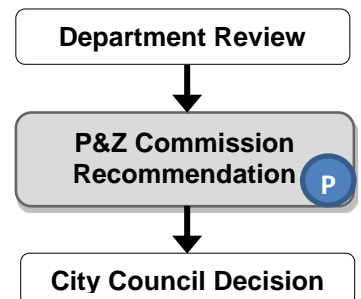 Department Review
P&Z Commission
Recommendation
P
City Council Decision